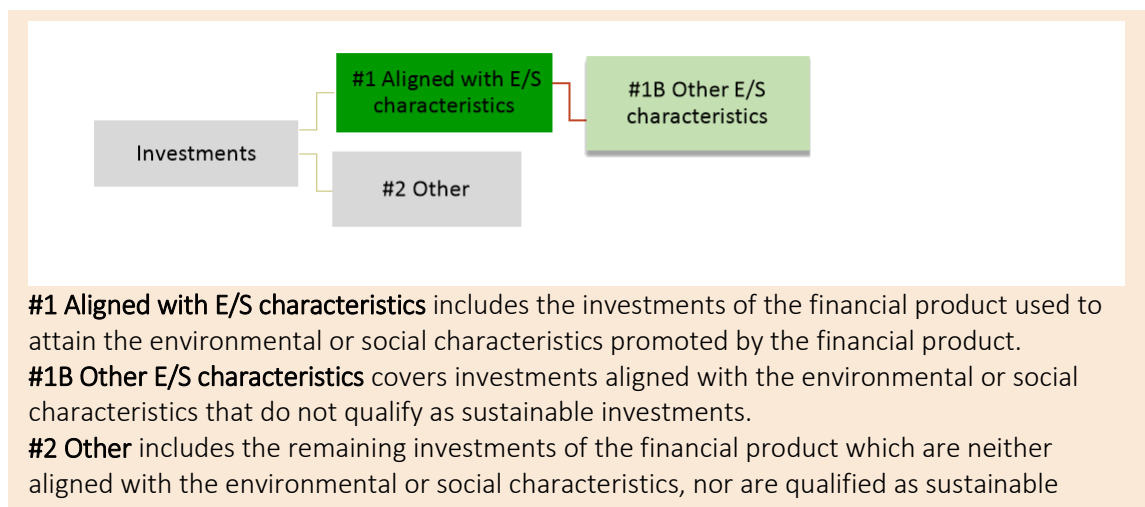 #1 Aligned with E/S
characteristics
#1B Other E/S
characteristics
Investments
#2 Other
#1 Aligned with E/S characteristics includes the investments of the financial product used to
attain the environmental or social characteristics promoted by the financial product.
#1B Other E/S characteristics covers investments aligned with the environmental or social
characteristics that do not qualify as sustainable investments.
#2 Other includes the remaining investments of the financial product which are neither
aligned with the environmental or social characteristics, nor are qualified as sustainable